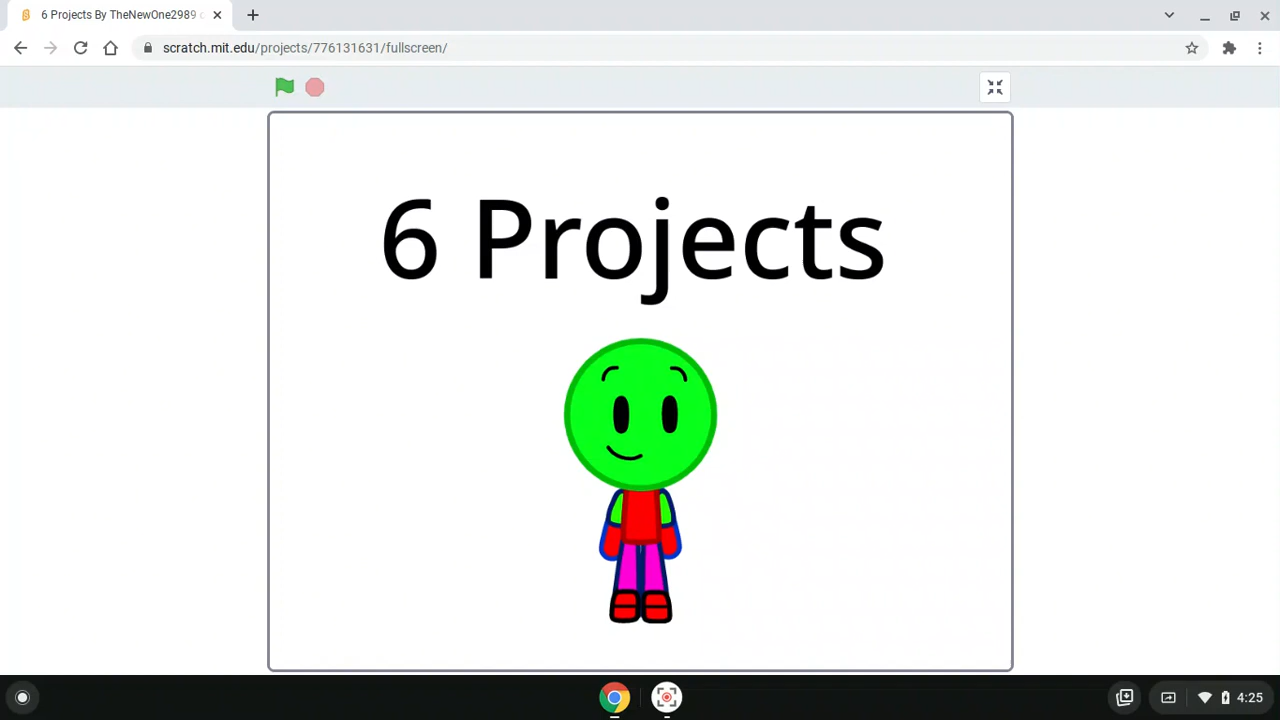 6 Projects By TheNewOne2989
scratch.mit.edu/projects/776131631/fullscreen/
6 Projects
4:25